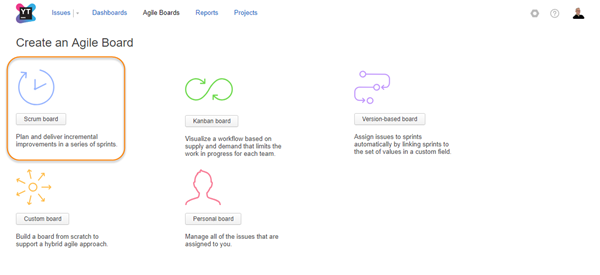 YT
Issues
Dashboards
Agile Boards
Reports
Projects
Create an Agile Board
Scrum board
Plan and deliver incremental
improvements in a series of sprints.
Kanban board
Visualize a workflow based on
supply and demand that limits the
work in progress for each team.
Version-based board
Assign issues to sprints
automatically by linking sprints to
the set of values in a custom field.
Custom board
Build a board from scratch to
support a hybrid agile approach.
Personal board
Manage all of the issues that are
assigned to you.